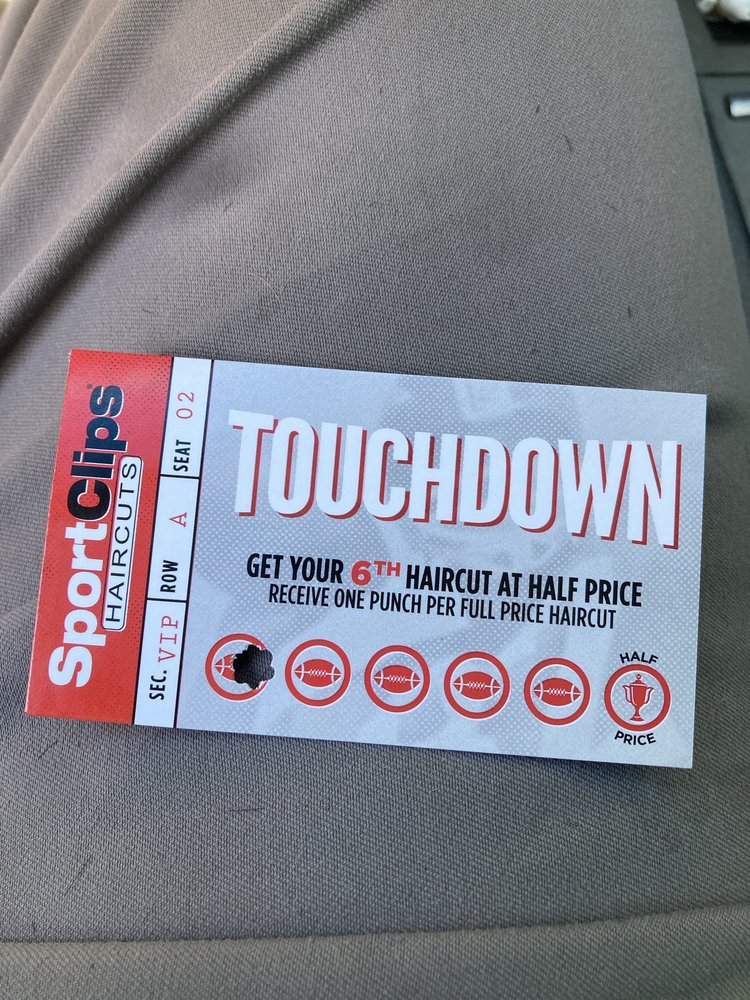 SportClips
HAIRCUTS
SEC. VIP ROW A SEAT 02
TOUCHDOWN
GET YOUR 6TH HAIRCUT AT HALF PRICE
RECEIVE ONE PUNCH PER FULL PRICE HAIRCUT
HALF
PRICE